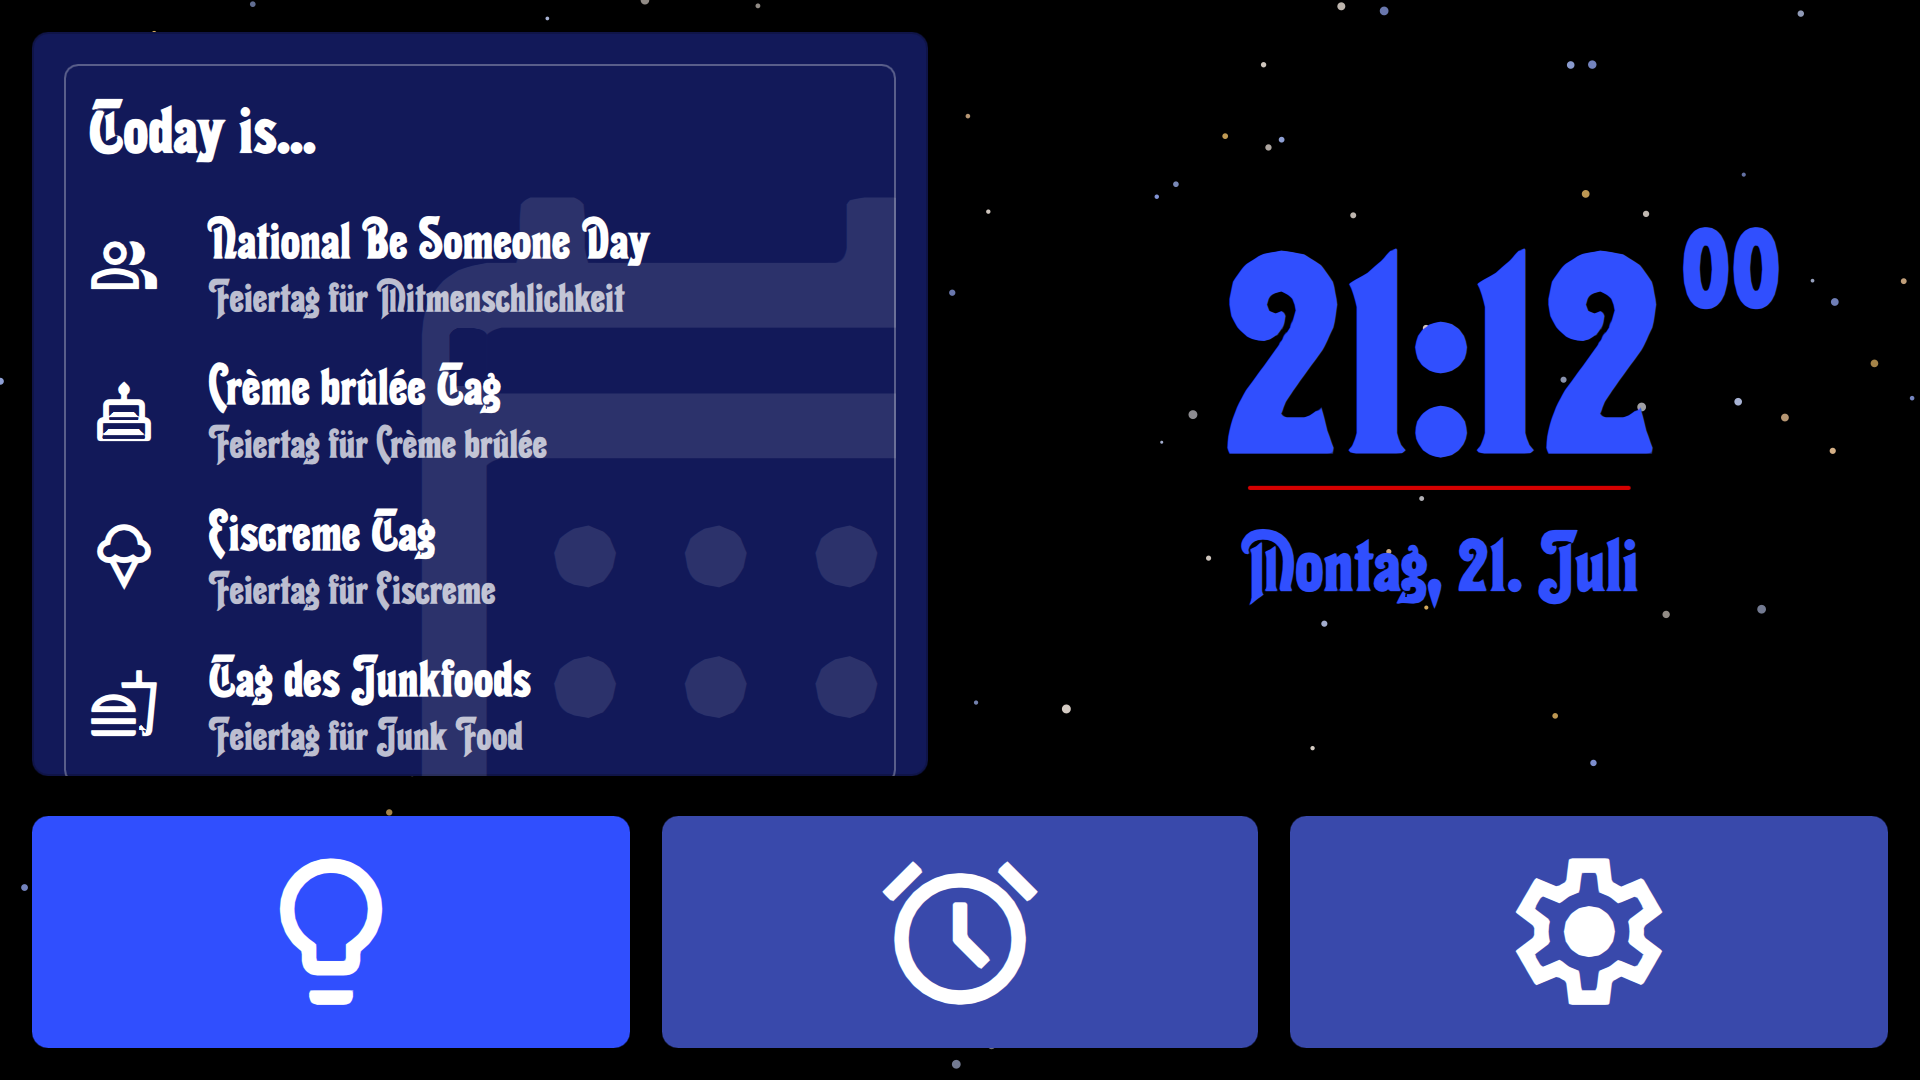 Today is...
National Be Someone Day
Feiertag für Mitmenschlichkeit
Crème brûlée Tag
Feiertag für Crème brûlée
Eiscreme Tag
Feiertag für Eiscreme
Tag des Junkfoods
Feiertag für Junk Food
21:12 00
Montag, 21. Juli